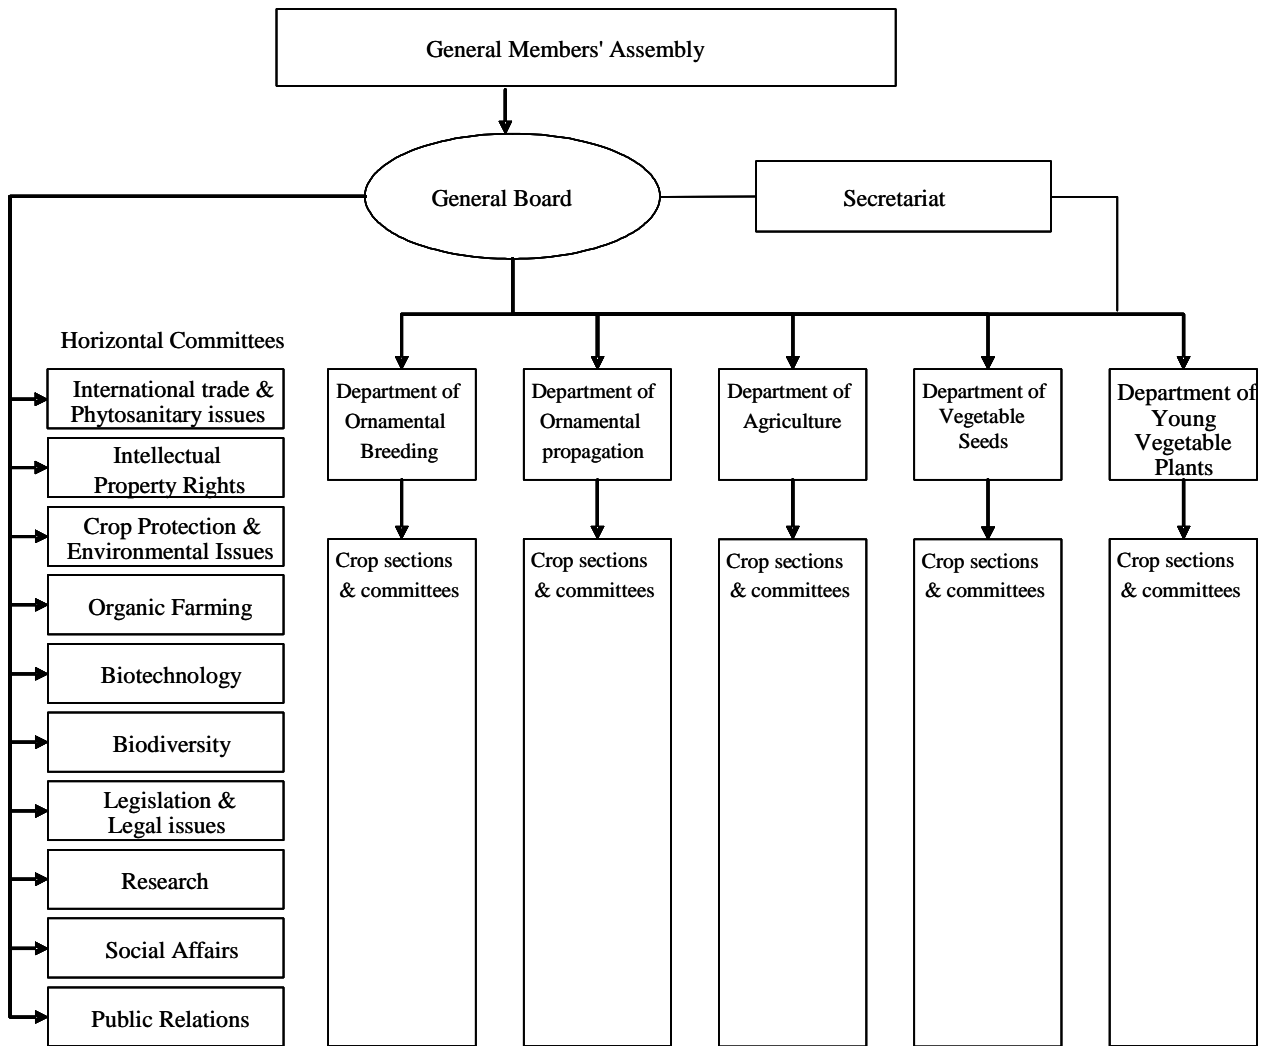 General Members' Assembly
General Board
Secretariat
Horizontal Committees
International trade &
Phytosanitary issues
Intellectual
Property Rights
Crop Protection &
Environmental Issues
Organic Farming
Biotechnology
Biodiversity
Legislation &
Legal issues
Research
Social Affairs
Public Relations
Department of
Ornamental
Breeding
Department of
Ornamental
propagation
Department of
Agriculture
Department of
Vegetable
Seeds
Department of
Young
Vegetable
Plants
Crop sections
& committees
Crop sections
& committees
Crop sections
& committees
Crop sections
& committees
Crop sections
& committees